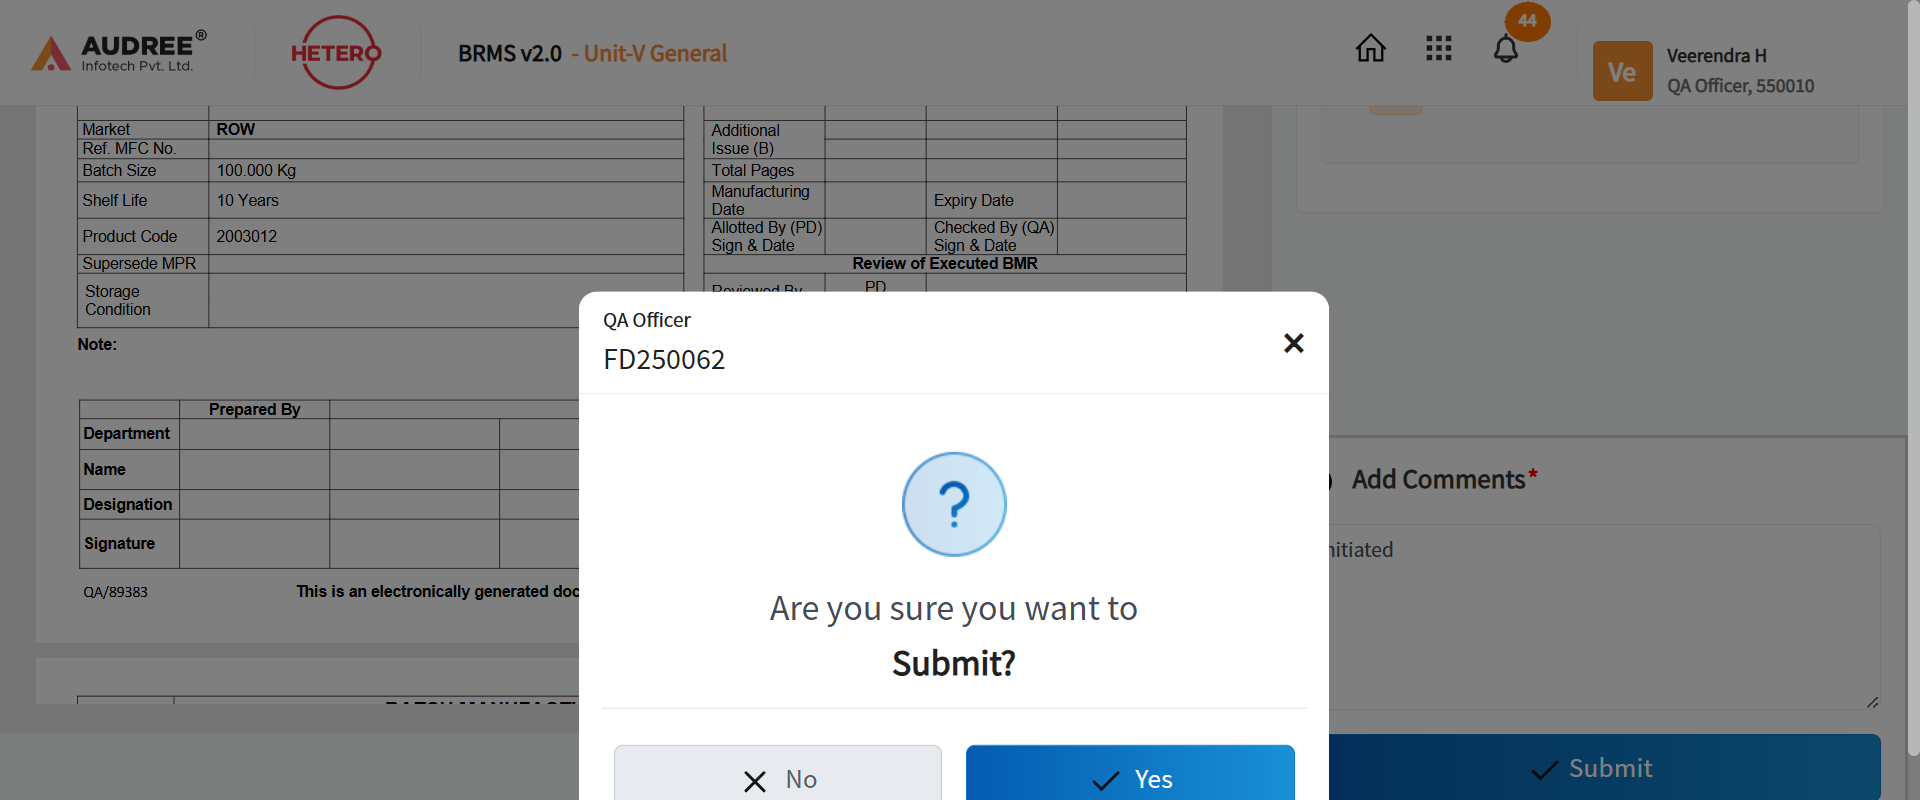 AUDREE®
Infotech Pvt. Ltd.
HETERO
BRMS v2.0 - Unit-V General
44
Ve
Veerendra H
QA Officer, 550010
Market ROW
Ref. MFC No.
Batch Size 100.000 Kg
Shelf Life 10 Years
Product Code 2003012
Supersede MPR
Storage
Condition
Additional
Issue (B)
Total Pages
Manufacturing
Date
Expiry Date
Allotted By (PD)
Sign & Date
Checked By (QA)
Sign & Date
Review of Executed BMR
Reviewed By PD
Note:
Prepared By
Department
Name
Designation
Signature
QA/89383 This is an electronically generated doc
QA Officer
FD250062
Are you sure you want to
Submit?
No
Yes
Add Comments*
nitiated
Submit